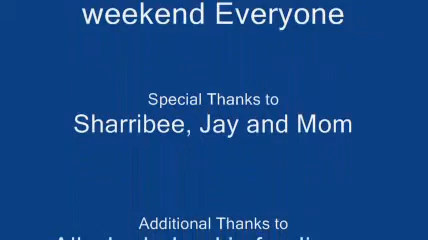 weekend Everyone
Special Thanks to
Sharribee, Jay and Mom
Additional Thanks to